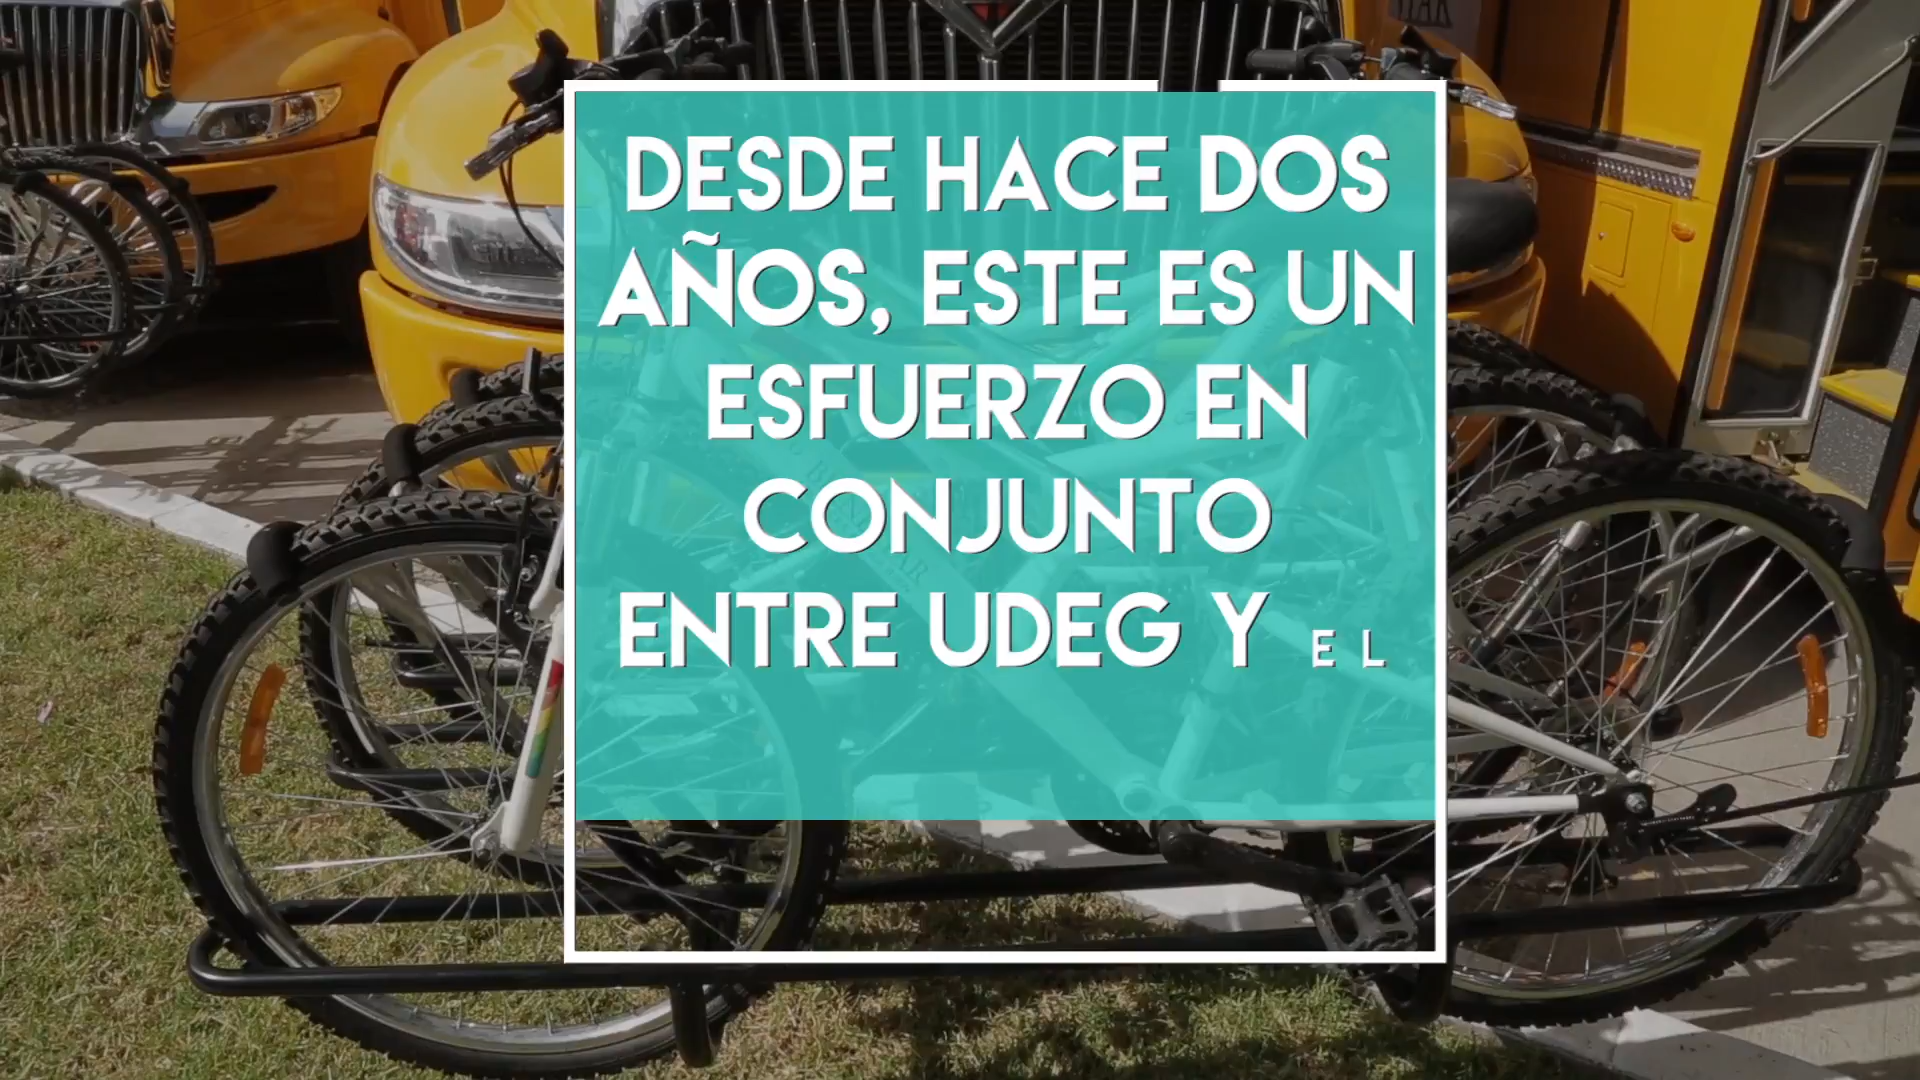 DESDE HACE DOS
AÑOS, ESTE ES UN
ESFUERZO EN
CONJUNTO
ENTRE UDEG Y EL